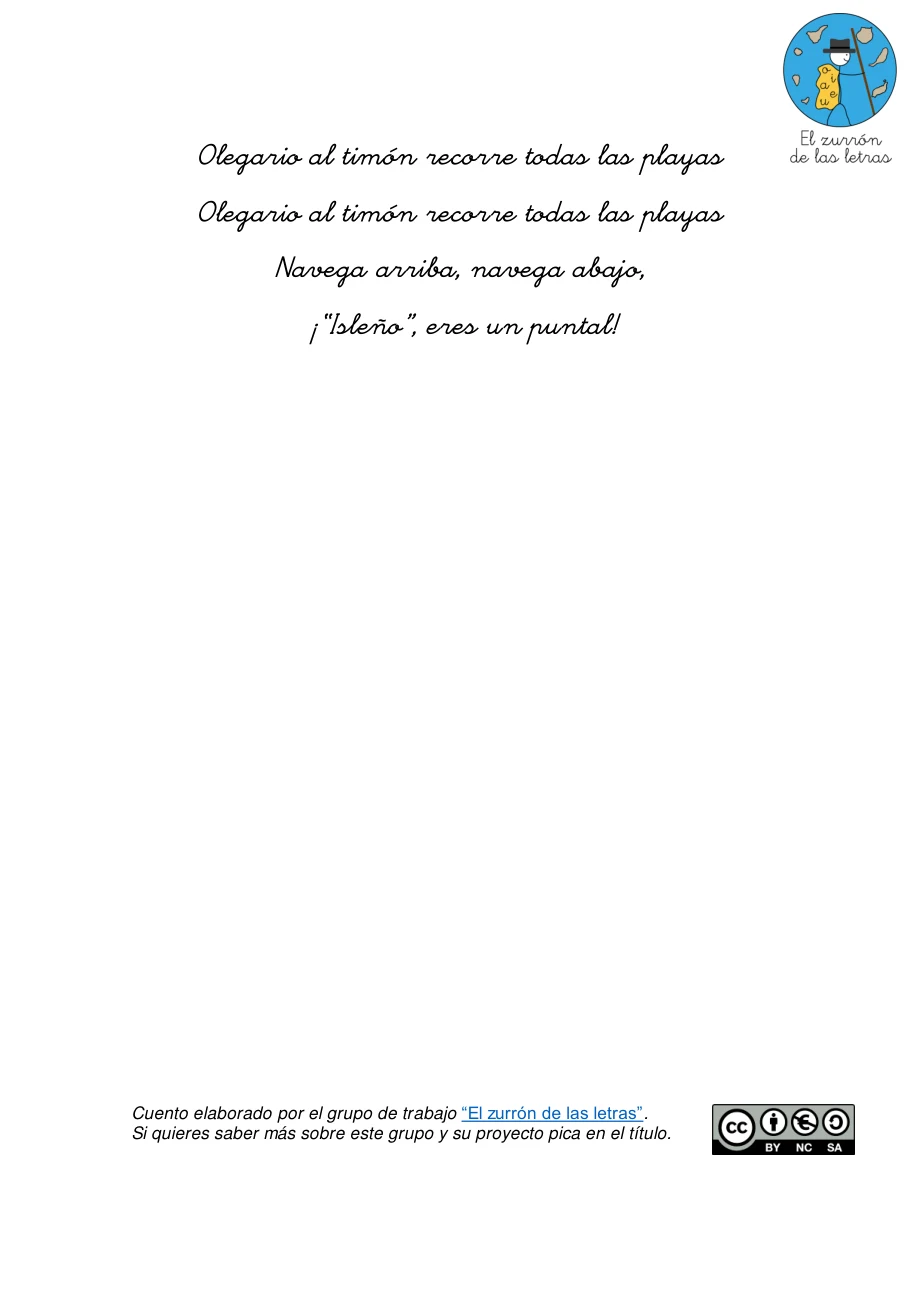 El zurrón
de las letras
Olegario al timón recorre todas las playas
Olegario al timón recorre todas las playas
Navega arriba, navega abajo,
¡“Isleño”, eres un puntal!
Cuento elaborado por el grupo de trabajo “El zurrón de las letras”.
Si quieres saber más sobre este grupo y su proyecto pica en el título.
cc
BY NC SA